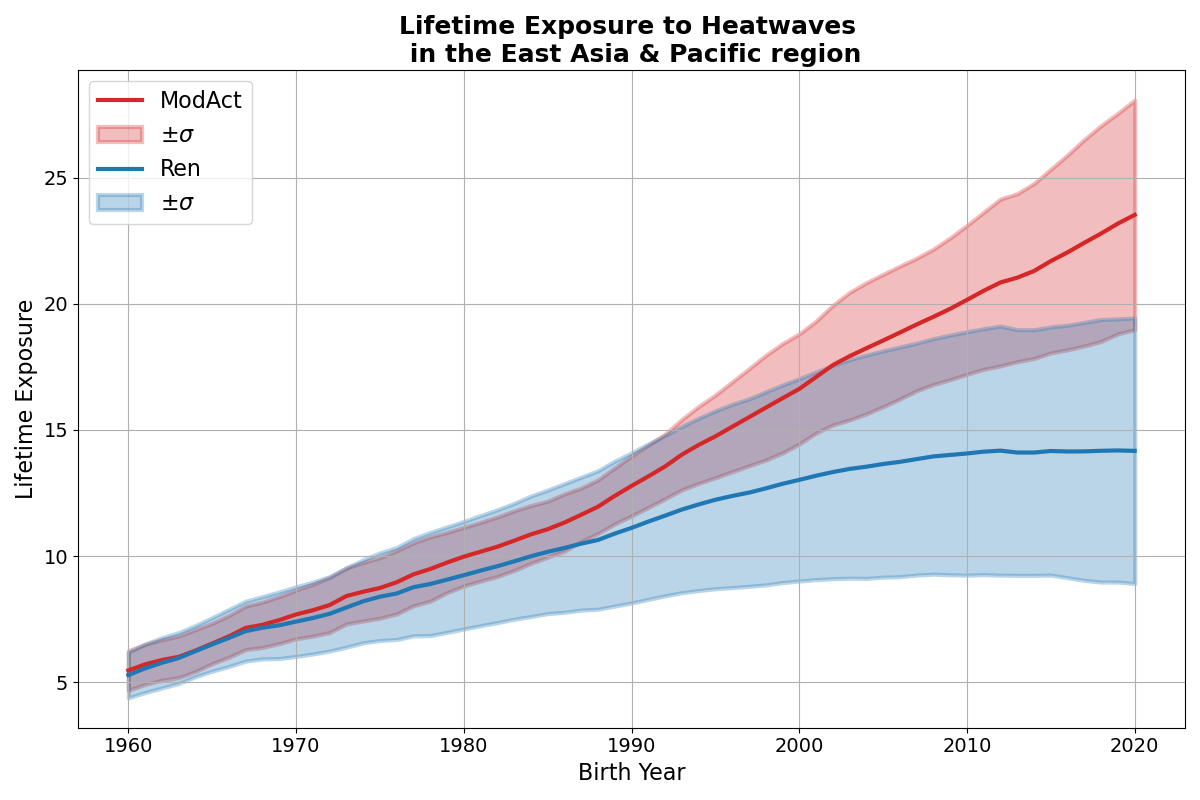 Lifetime Exposure to Heatwaves
in the East Asia & Pacific region
ModAct
±σ
Ren
±σ
Lifetime Exposure
25
20
15
10
5
1960 1970 1980 1990 2000 2010 2020
Birth Year